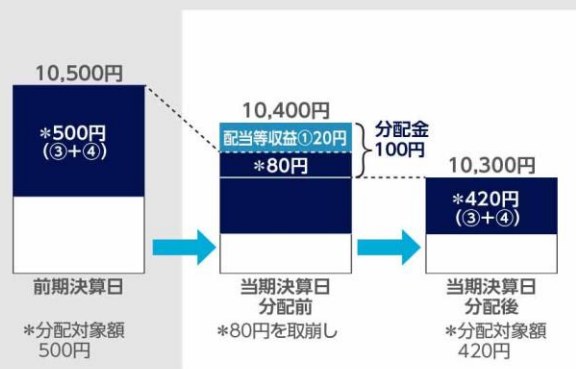 10,500円
*500円
(③+④)
前期決算日
*分配対象額
500円
10,400円
配当等収益①20円
*80円
分配金
100円
当期決算日
分配前
*80円を取崩し
10,300円
*420円
(③+④)
当期決算日
分配後
*分配対象額
420円